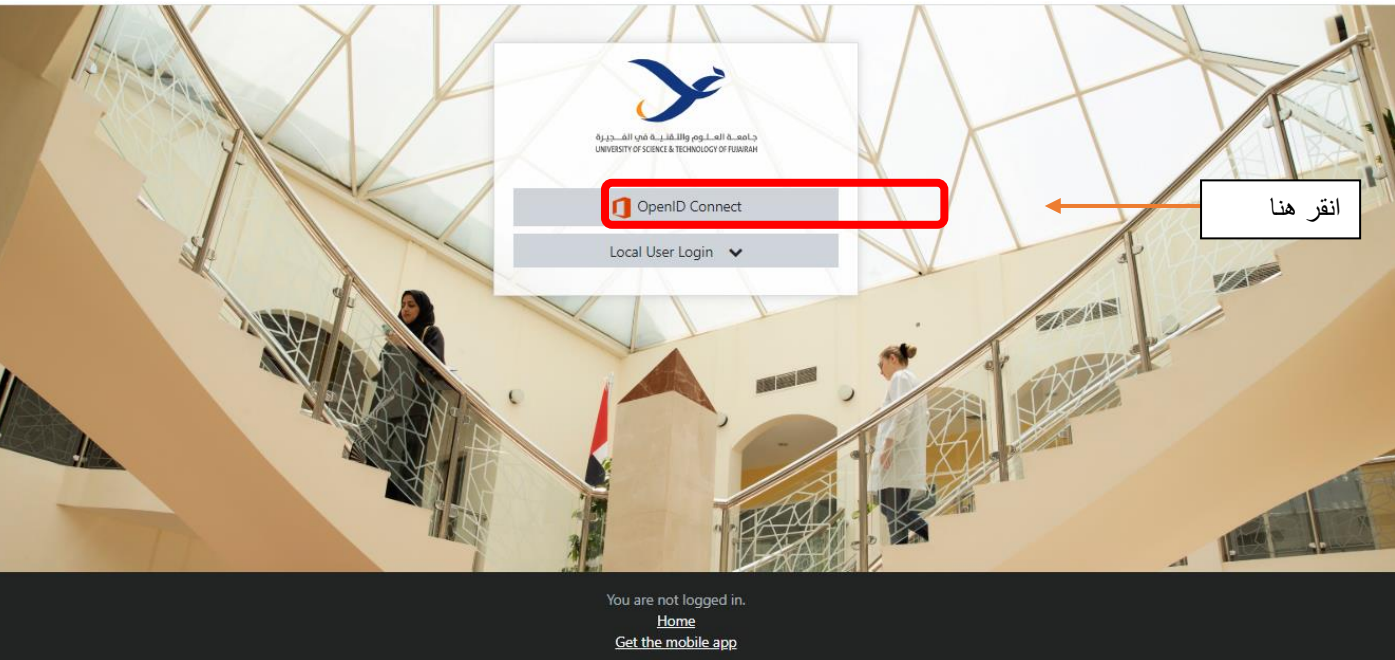 جامعة العلوم والتقنية في الفجيرة
UNIVERSITY OF SCIENCE & TECHNOLOGY OF FUJAIRAH
OpenID Connect
انقر هنا
Local User Login
You are not logged in.
Home
Get the mobile app